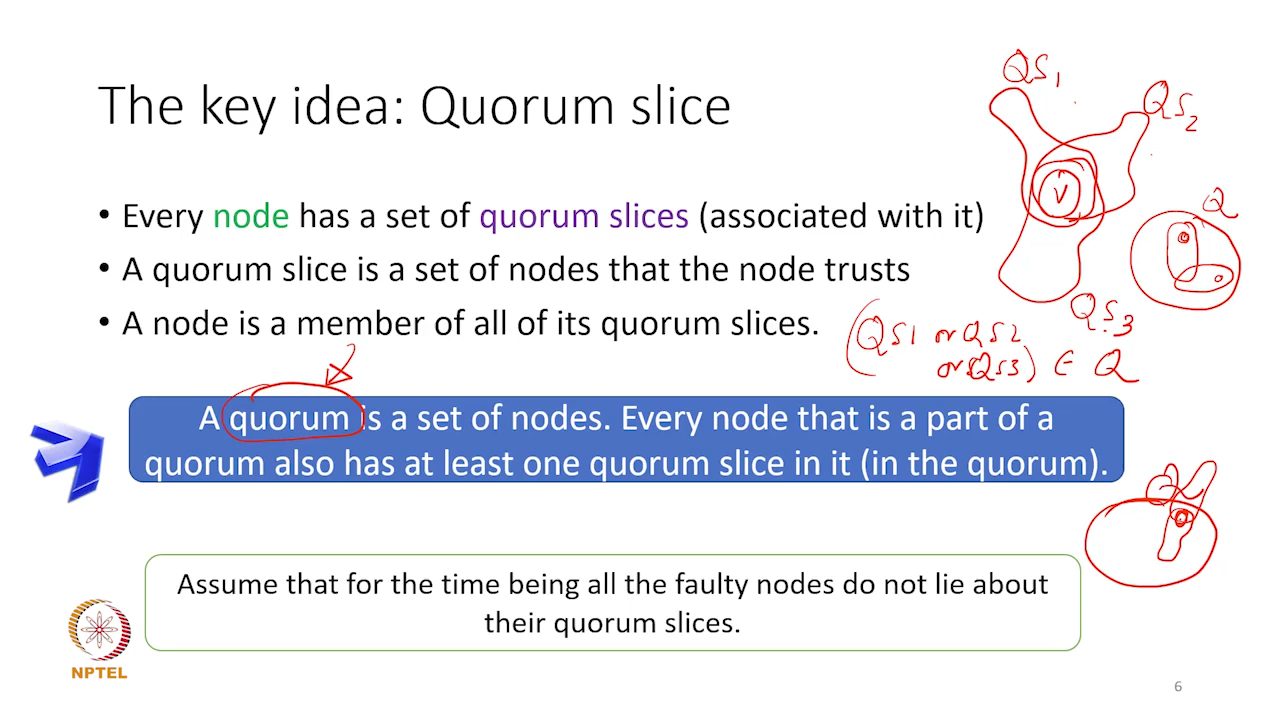 The key idea: Quorum slice
QS1
QS2
V
Q
• Every node has a set of quorum slices (associated with it)
• A quorum slice is a set of nodes that the node trusts
• A node is a member of all of its quorum slices.
QS3
(QS1 or QS2
or QS3) ∈ Q
A quorum is a set of nodes. Every node that is a part of a
quorum also has at least one quorum slice in it (in the quorum).
Q
Assume that for the time being all the faulty nodes do not lie about
their quorum slices.
NPTEL
6